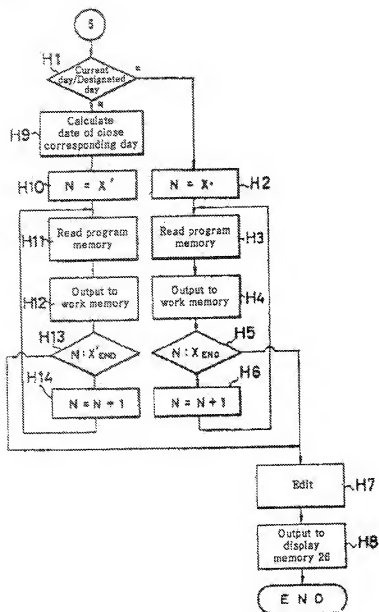 5
H1
Current
day/Designated
day
=
≠
H9
Calculate
date of close
corresponding day
H10
N = X'
N = X.
H2
H11
Read program
memory
Read program
memory
H3
H12
Output to
work memory
Output to
work memory
H4
H13
N : X'END
N : XEND
H5
H14
N = N + 1
N = N + 1
H6
Edit
H7
Output to
display
memory 26
H8
END